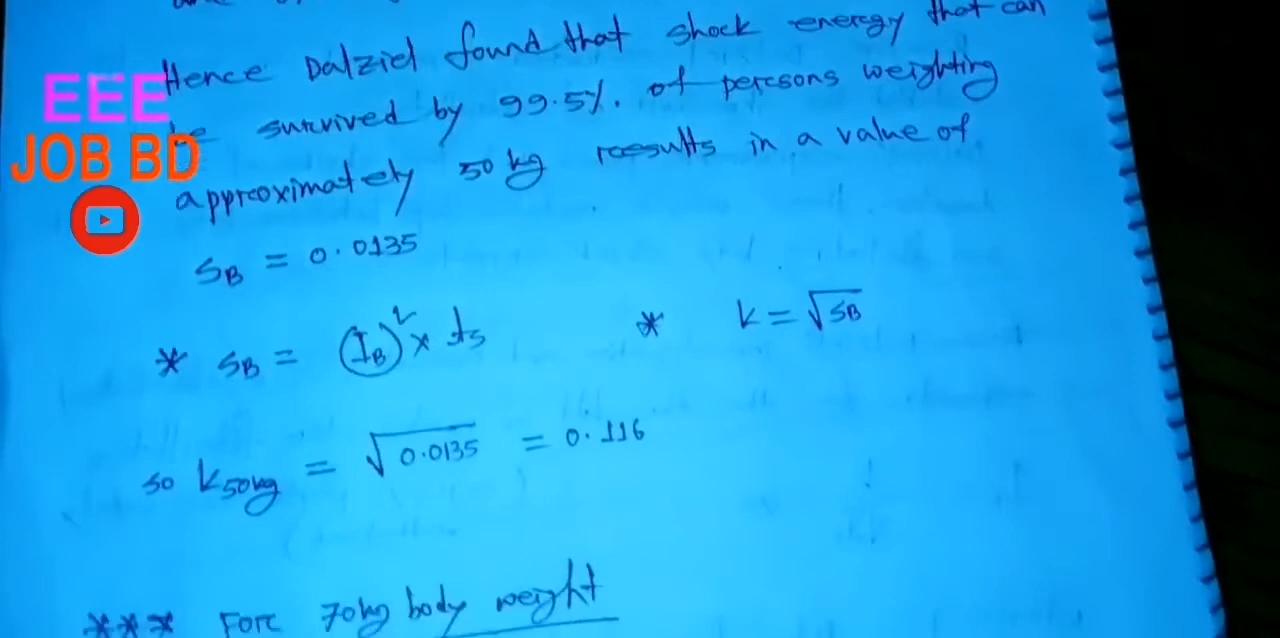 Hence Dalziel found that shock energy that can
EEE
be survived by 99.5%. of persons weighting
JOB BD
approximately 50 kg results in a value of
SB = 0.0135
* SB = (IB)² × ts * k = √SB
so k50kg = √0.0135 = 0.116
*** For 70kg body weight